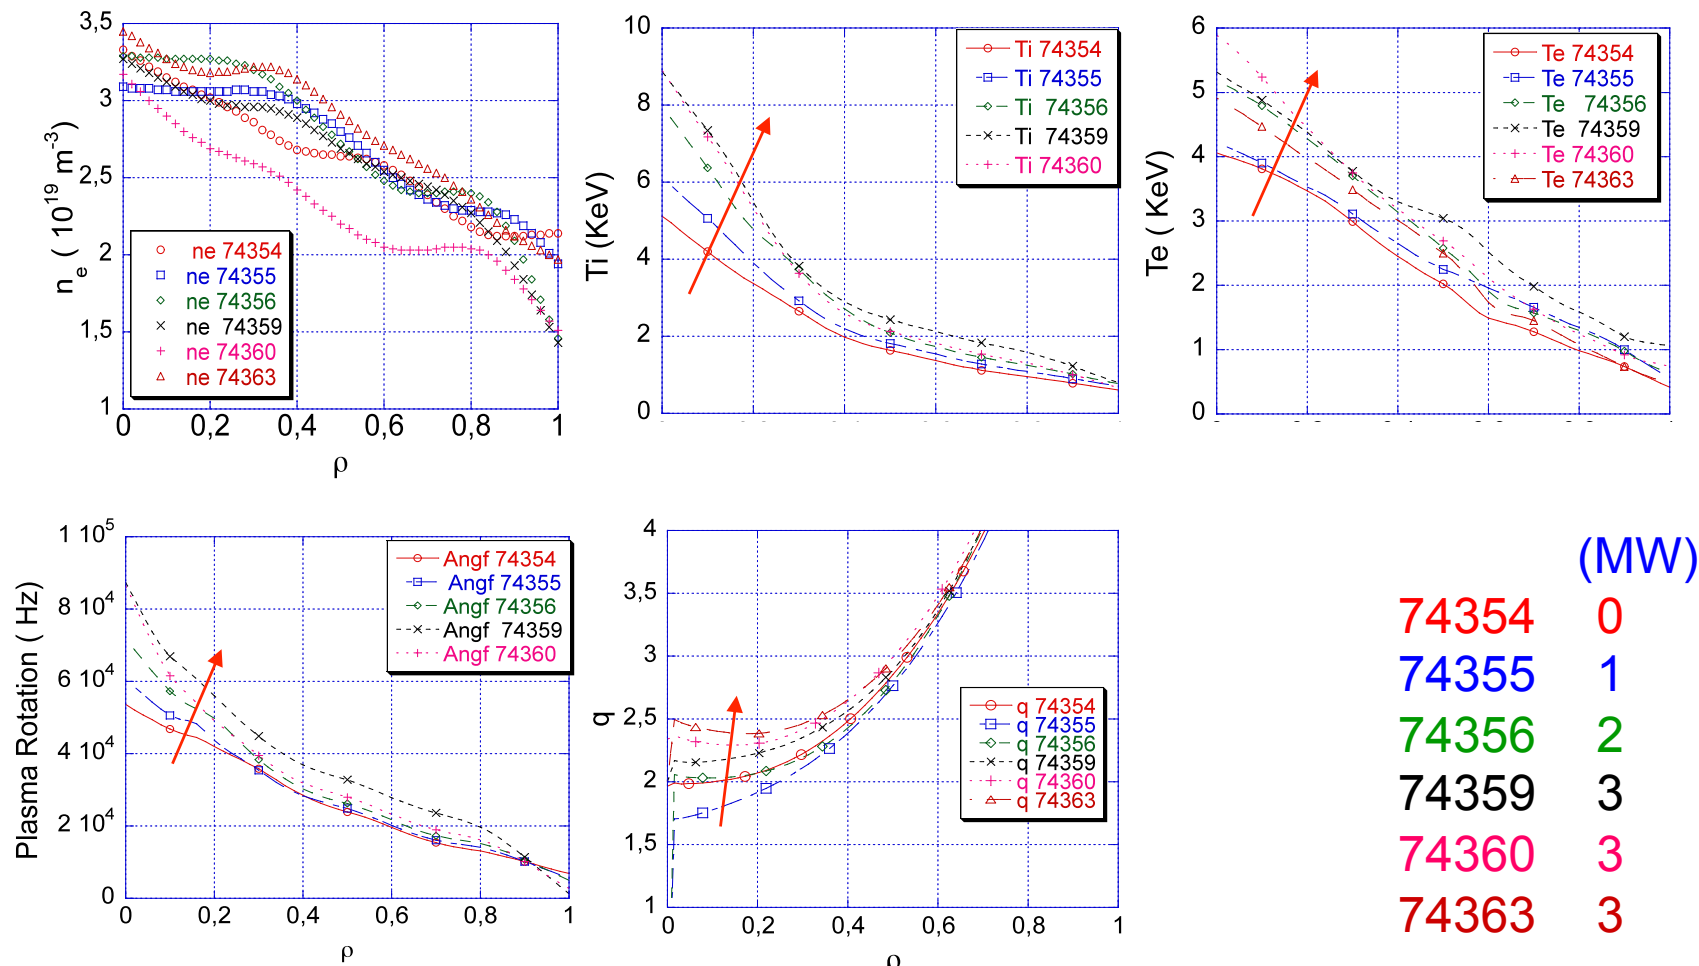 3,5
3
2,5
2
1,5
1
n_e ( 10^19 m^-3)
ne 74354
ne 74355
ne 74356
ne 74359
ne 74360
ne 74363
0 0,2 0,4 0,6 0,8 1
ρ
10
8
6
4
2
0
Ti (KeV)
Ti 74354
Ti 74355
Ti 74356
Ti 74359
Ti 74360
6
5
4
3
2
1
0
Te ( KeV)
Te 74354
Te 74355
Te 74356
Te 74359
Te 74360
Te 74363
1 10^5
8 10^4
6 10^4
4 10^4
2 10^4
0
Plasma Rotation ( Hz)
Angf 74354
Angf 74355
Angf 74356
Angf 74359
Angf 74360
0 0,2 0,4 0,6 0,8 1
ρ
4
3,5
3
2,5
2
1,5
1
q
q 74354
q 74355
q 74356
q 74359
q 74360
q 74363
0 0,2 0,4 0,6 0,8 1
(MW)
74354 0
74355 1
74356 2
74359 3
74360 3
74363 3